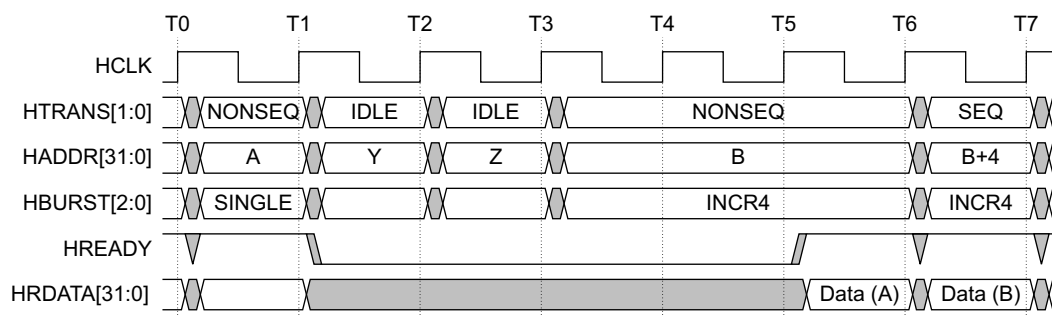 T0 T1 T2 T3 T4 T5 T6 T7
HCLK
HTRANS[1:0] NONSEQ IDLE IDLE NONSEQ SEQ
HADDR[31:0] A Y Z B B+4
HBURST[2:0] SINGLE INCR4 INCR4
HREADY
HRDATA[31:0] Data (A) Data (B)